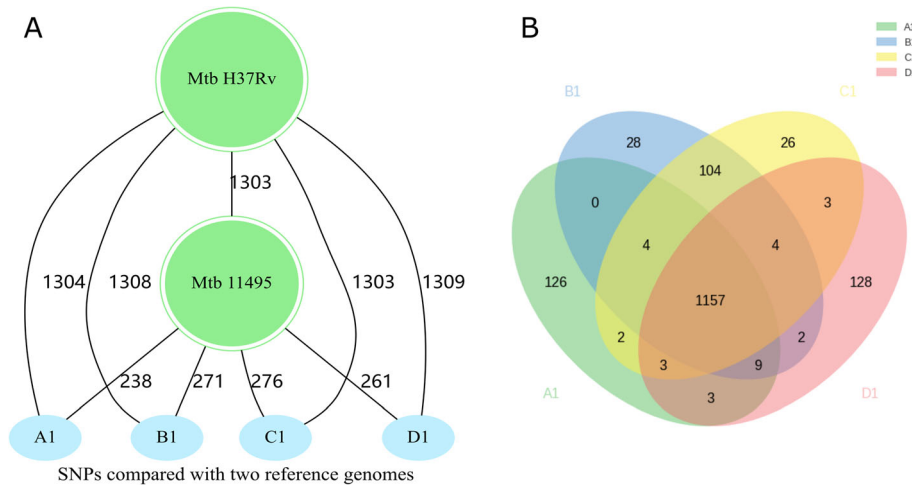 A
Mtb H37Rv
1303
1304
1308
1303
1309
Mtb 11495
238
271
276
261
A1
B1
C1
D1
SNPs compared with two reference genomes
B
B1
C1
28
26
104
0
3
4
4
126
128
1157
2
2
3
9
3
A1
D1